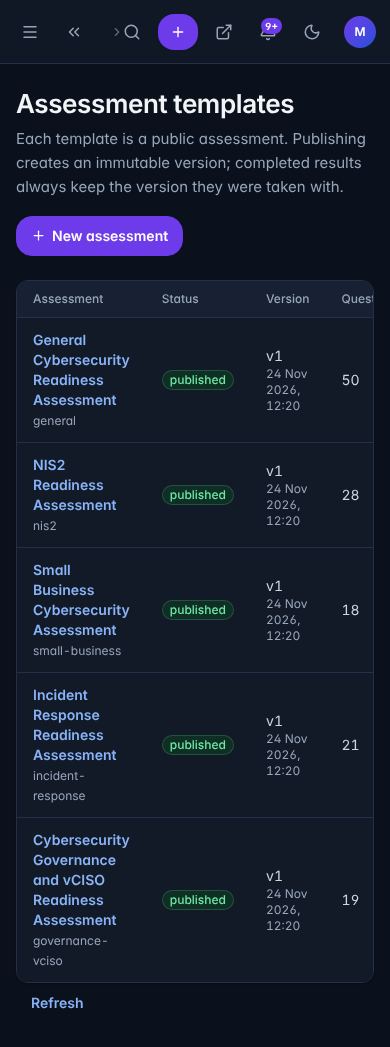 9+
M
Assessment templates
Each template is a public assessment. Publishing
creates an immutable version; completed results
always keep the version they were taken with.
+ New assessment
Assessment Status Version Quest
General
Cybersecurity
Readiness
Assessment
general
published
v1
24 Nov
2026,
12:20
50
NIS2
Readiness
Assessment
nis2
published
v1
24 Nov
2026,
12:20
28
Small
Business
Cybersecurity
Assessment
small-business
published
v1
24 Nov
2026,
12:20
18
Incident
Response
Readiness
Assessment
incident-
response
published
v1
24 Nov
2026,
12:20
21
Cybersecurity
Governance
and vCISO
Readiness
Assessment
governance-
vciso
published
v1
24 Nov
2026,
12:20
19
Refresh